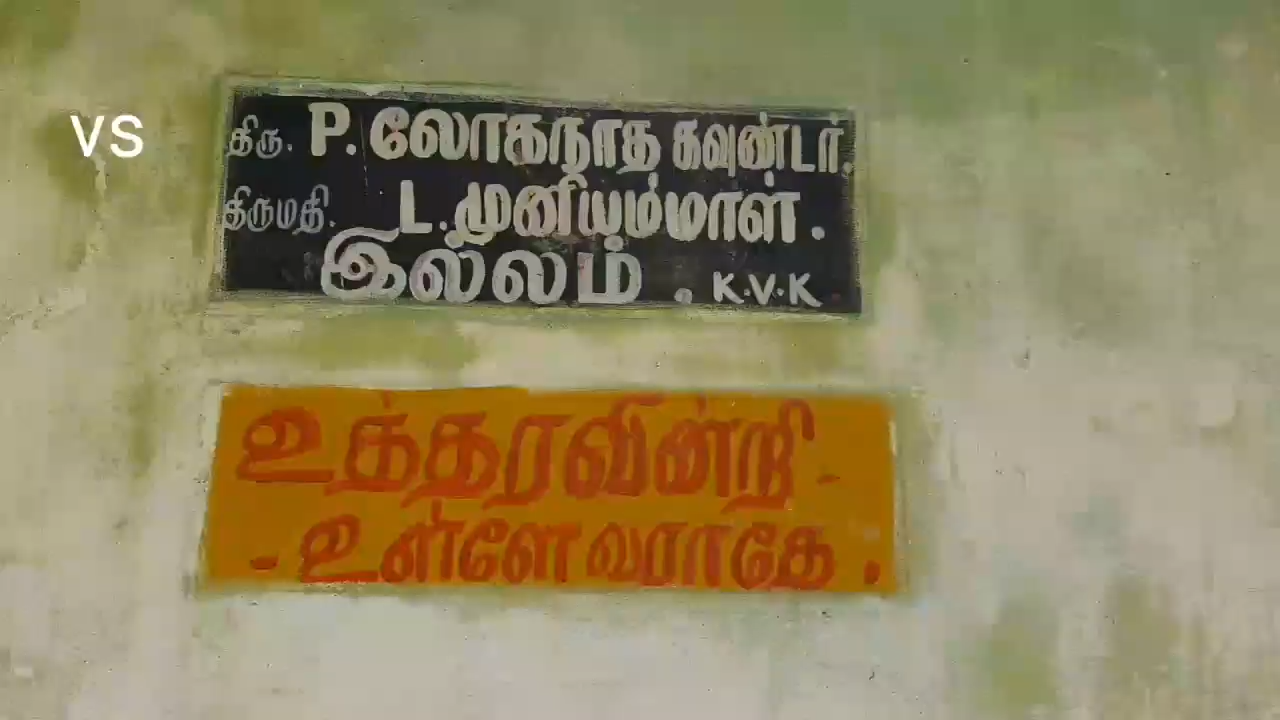 vs
திரு. P. லோகநாத கவுண்டர்.
திருமதி. L. முனியம்மாள்.
இல்லம். K.V.K
உத்தரவின்றி -
- உள்ளே வராதே.